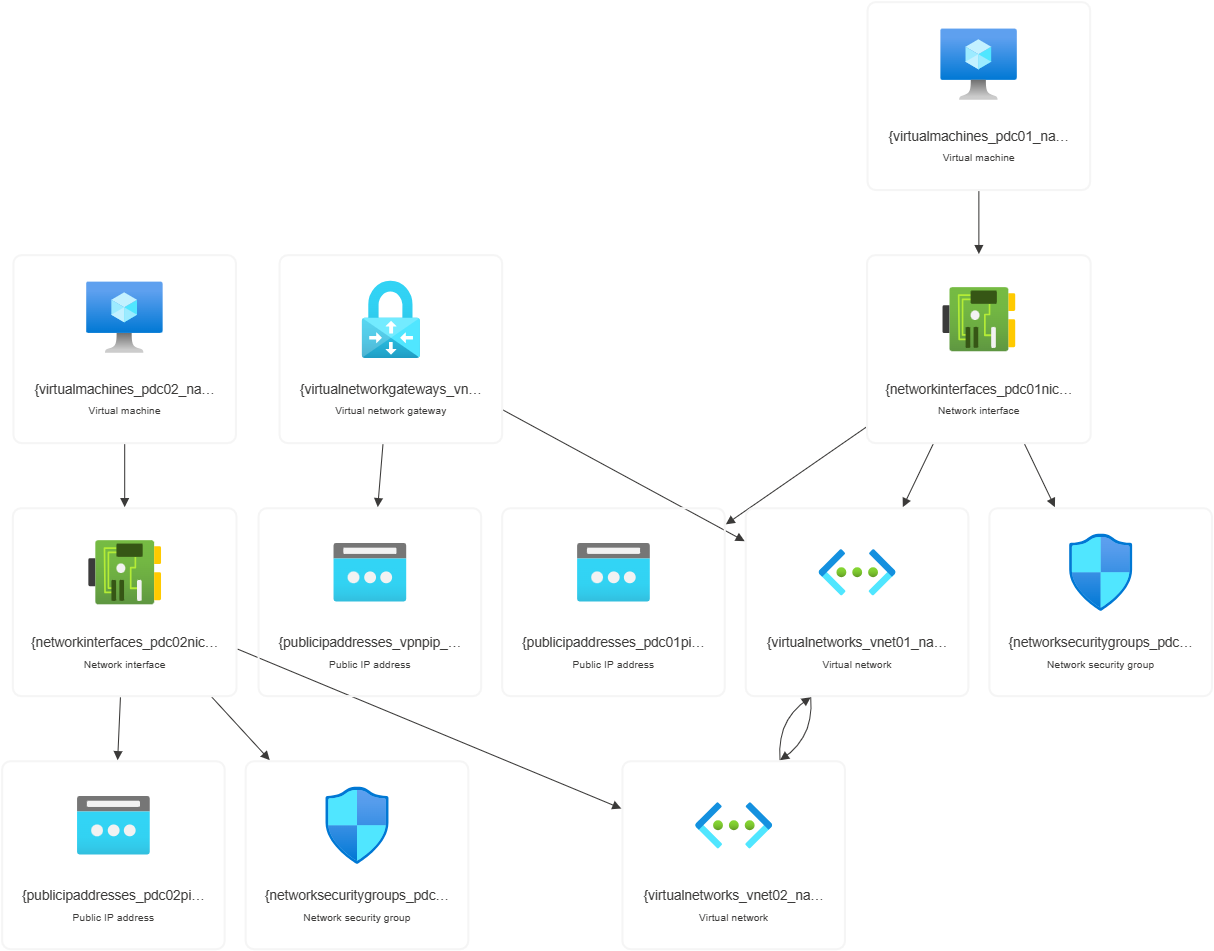 {virtualmachines_pdc01_na…
Virtual machine
{virtualmachines_pdc02_na…
Virtual machine
{virtualnetworkgateways_vn…
Virtual network gateway
{networkinterfaces_pdc01nic…
Network interface
{networkinterfaces_pdc02nic…
Network interface
{publicipaddresses_vpnpip_…
Public IP address
{publicipaddresses_pdc01pi…
Public IP address
{virtualnetworks_vnet01_na…
Virtual network
{networksecuritygroups_pdc…
Network security group
{publicipaddresses_pdc02pi…
Public IP address
{networksecuritygroups_pdc…
Network security group
{virtualnetworks_vnet02_na…
Virtual network